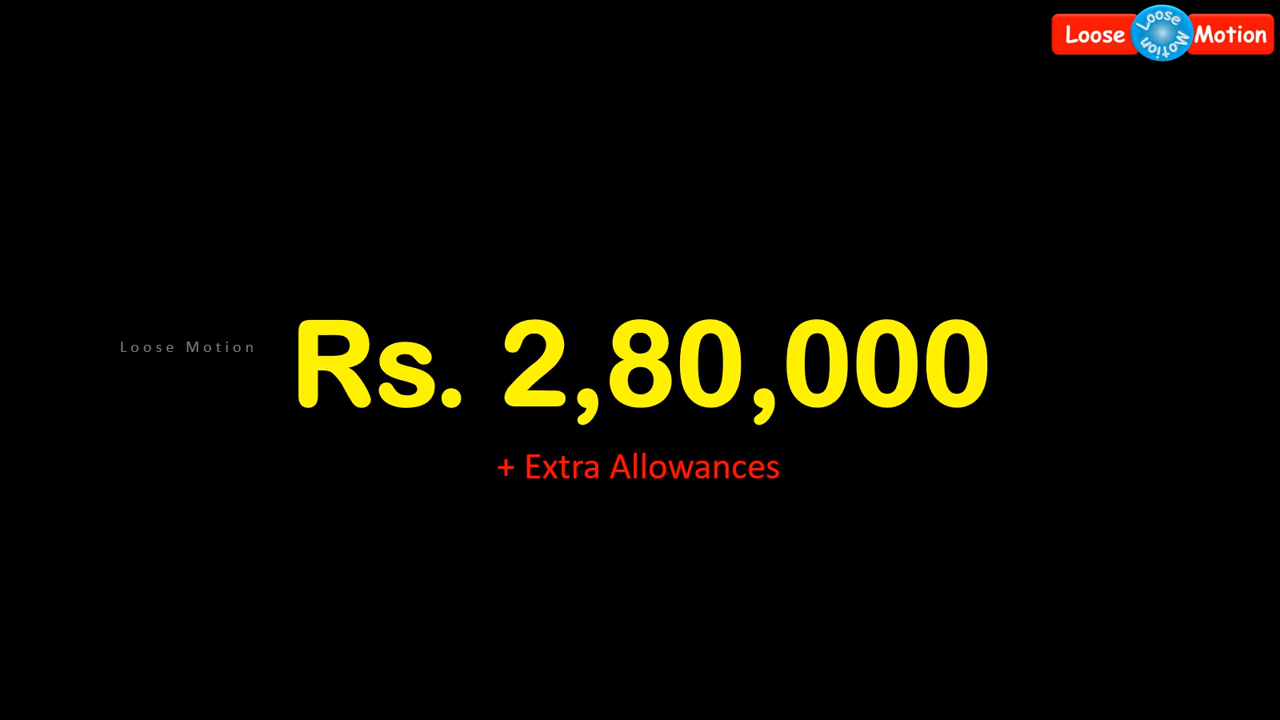 Loose Loose Motion Motion
Loose Motion
Rs. 2,80,000
+ Extra Allowances